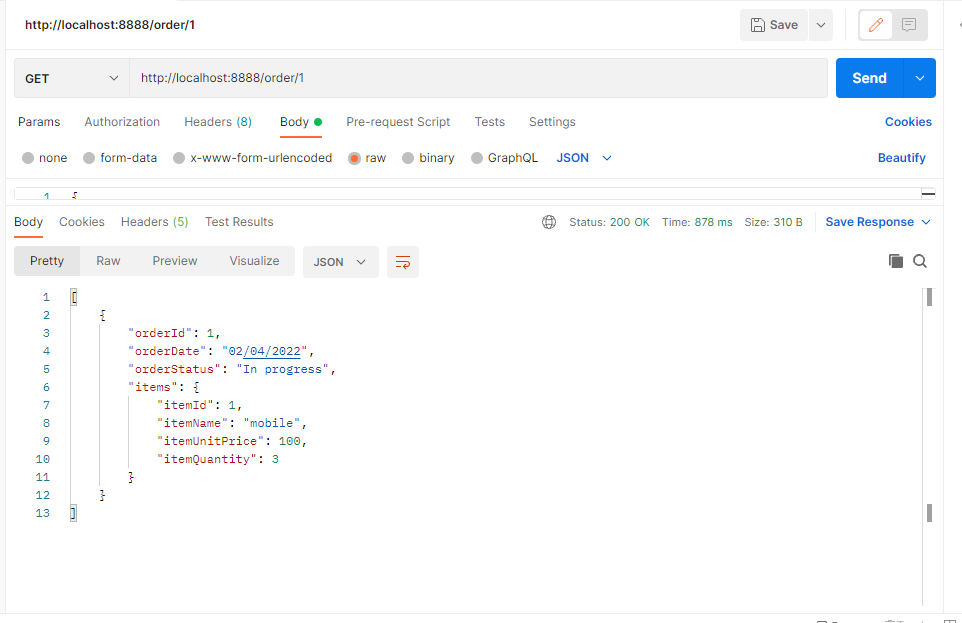 http://localhost:8888/order/1
Save
GET
http://localhost:8888/order/1
Send
Params Authorization Headers (8) Body Pre-request Script Tests Settings Cookies
none form-data x-www-form-urlencoded raw binary GraphQL JSON Beautify
1 {
Body Cookies Headers (5) Test Results Status: 200 OK Time: 878 ms Size: 310 B Save Response
Pretty Raw Preview Visualize JSON
1 [
2 {
3 "orderId": 1,
4 "orderDate": "02/04/2022",
5 "orderStatus": "In progress",
6 "items": {
7 "itemId": 1,
8 "itemName": "mobile",
9 "itemUnitPrice": 100,
10 "itemQuantity": 3
11 }
12 }
13 ]